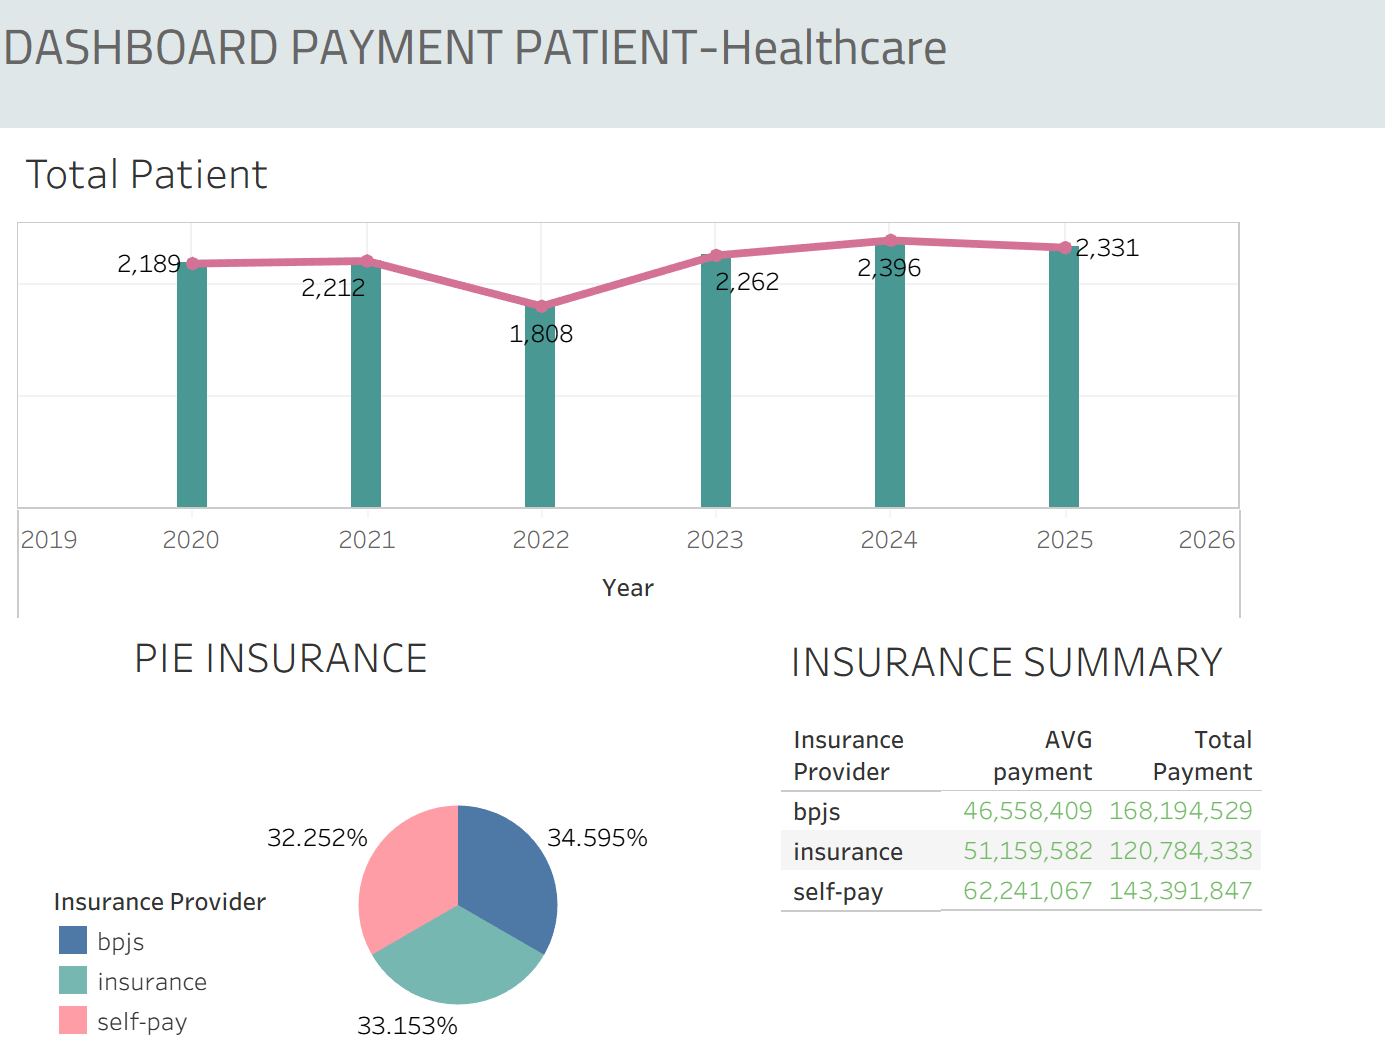 DASHBOARD PAYMENT PATIENT-Healthcare
Total Patient
2,189
2,212
1,808
2,262
2,396
2,331
2019 2020 2021 2022 2023 2024 2025 2026
Year
PIE INSURANCE
32.252%
34.595%
33.153%
Insurance Provider
bpjs
insurance
self-pay
INSURANCE SUMMARY
Insurance AVG Total
Provider payment Payment
bpjs 46,558,409 168,194,529
insurance 51,159,582 120,784,333
self-pay 62,241,067 143,391,847